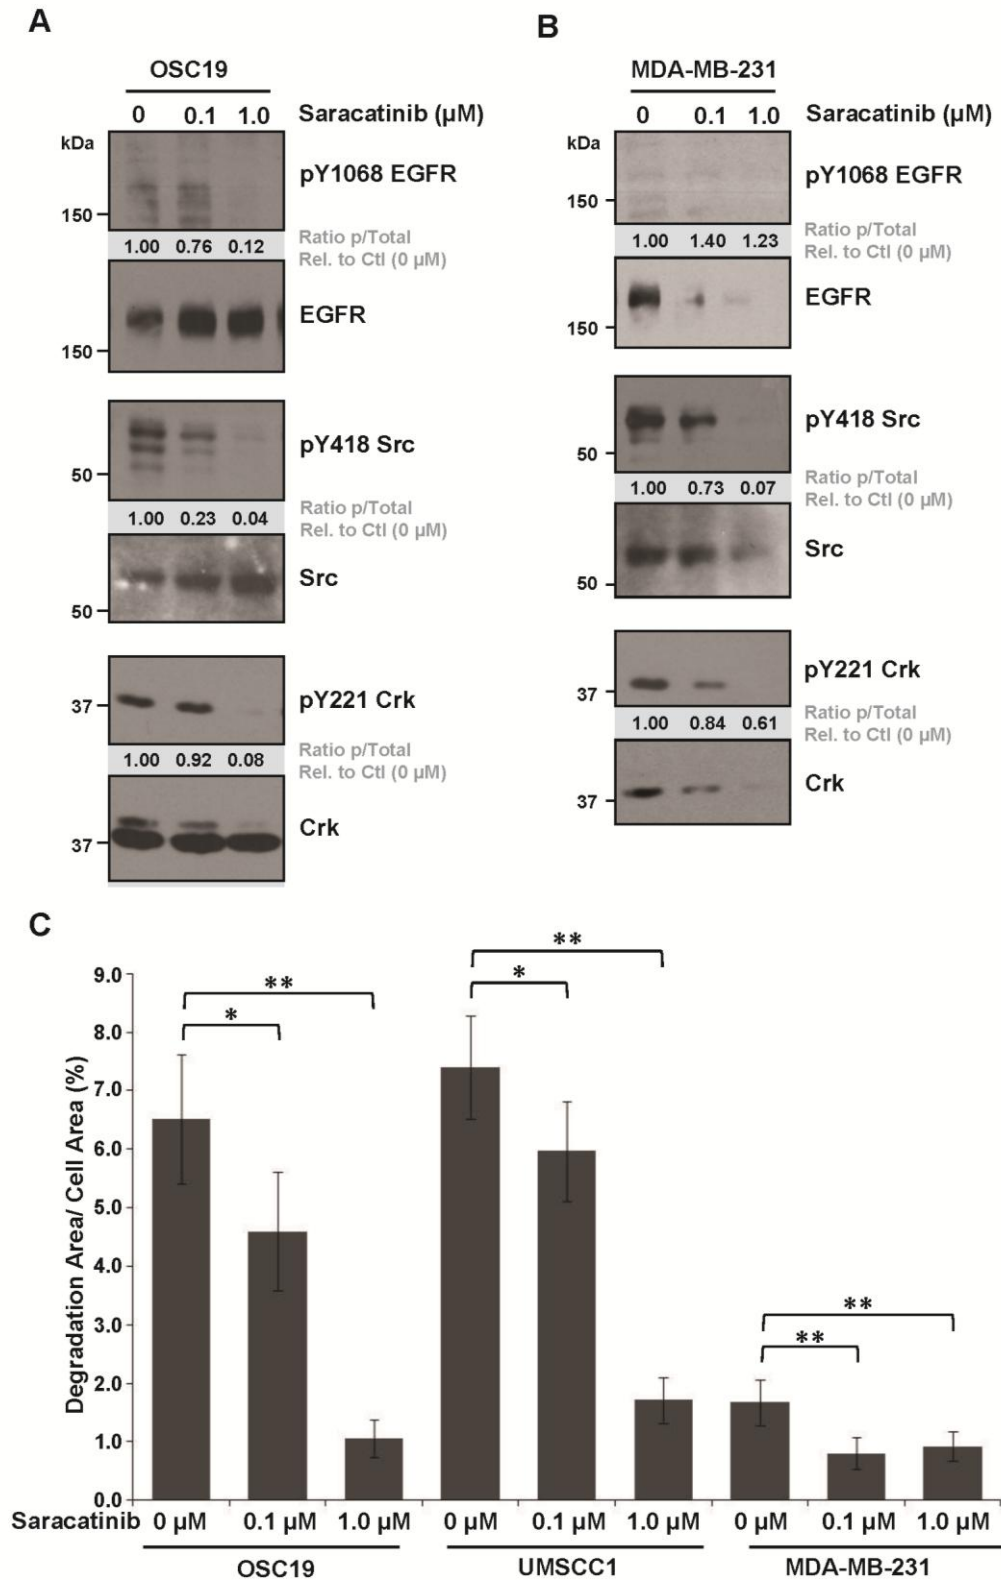 A
OSC19
0 0.1 1.0 Saracatinib (µM)
kDa
pY1068 EGFR
150
1.00 0.76 0.12
Ratio p/Total
Rel. to Ctl (0 µM)
EGFR
150
pY418 Src
50
1.00 0.23 0.04
Ratio p/Total
Rel. to Ctl (0 µM)
Src
50
pY221 Crk
37
1.00 0.92 0.08
Ratio p/Total
Rel. to Ctl (0 µM)
Crk
37
B
MDA-MB-231
0 0.1 1.0 Saracatinib (µM)
kDa
pY1068 EGFR
150
1.00 1.40 1.23
Ratio p/Total
Rel. to Ctl (0 µM)
EGFR
150
pY418 Src
50
1.00 0.73 0.07
Ratio p/Total
Rel. to Ctl (0 µM)
Src
50
pY221 Crk
37
1.00 0.84 0.61
Ratio p/Total
Rel. to Ctl (0 µM)
Crk
37
C
Degradation Area/ Cell Area (%)
9.0
8.0
7.0
6.0
5.0
4.0
3.0
2.0
1.0
0.0
** 
*
**
*
**
**
Saracatinib 0 µM 0.1 µM 1.0 µM 0 µM 0.1 µM 1.0 µM 0 µM 0.1 µM 1.0 µM
OSC19 UMSCC1 MDA-MB-231